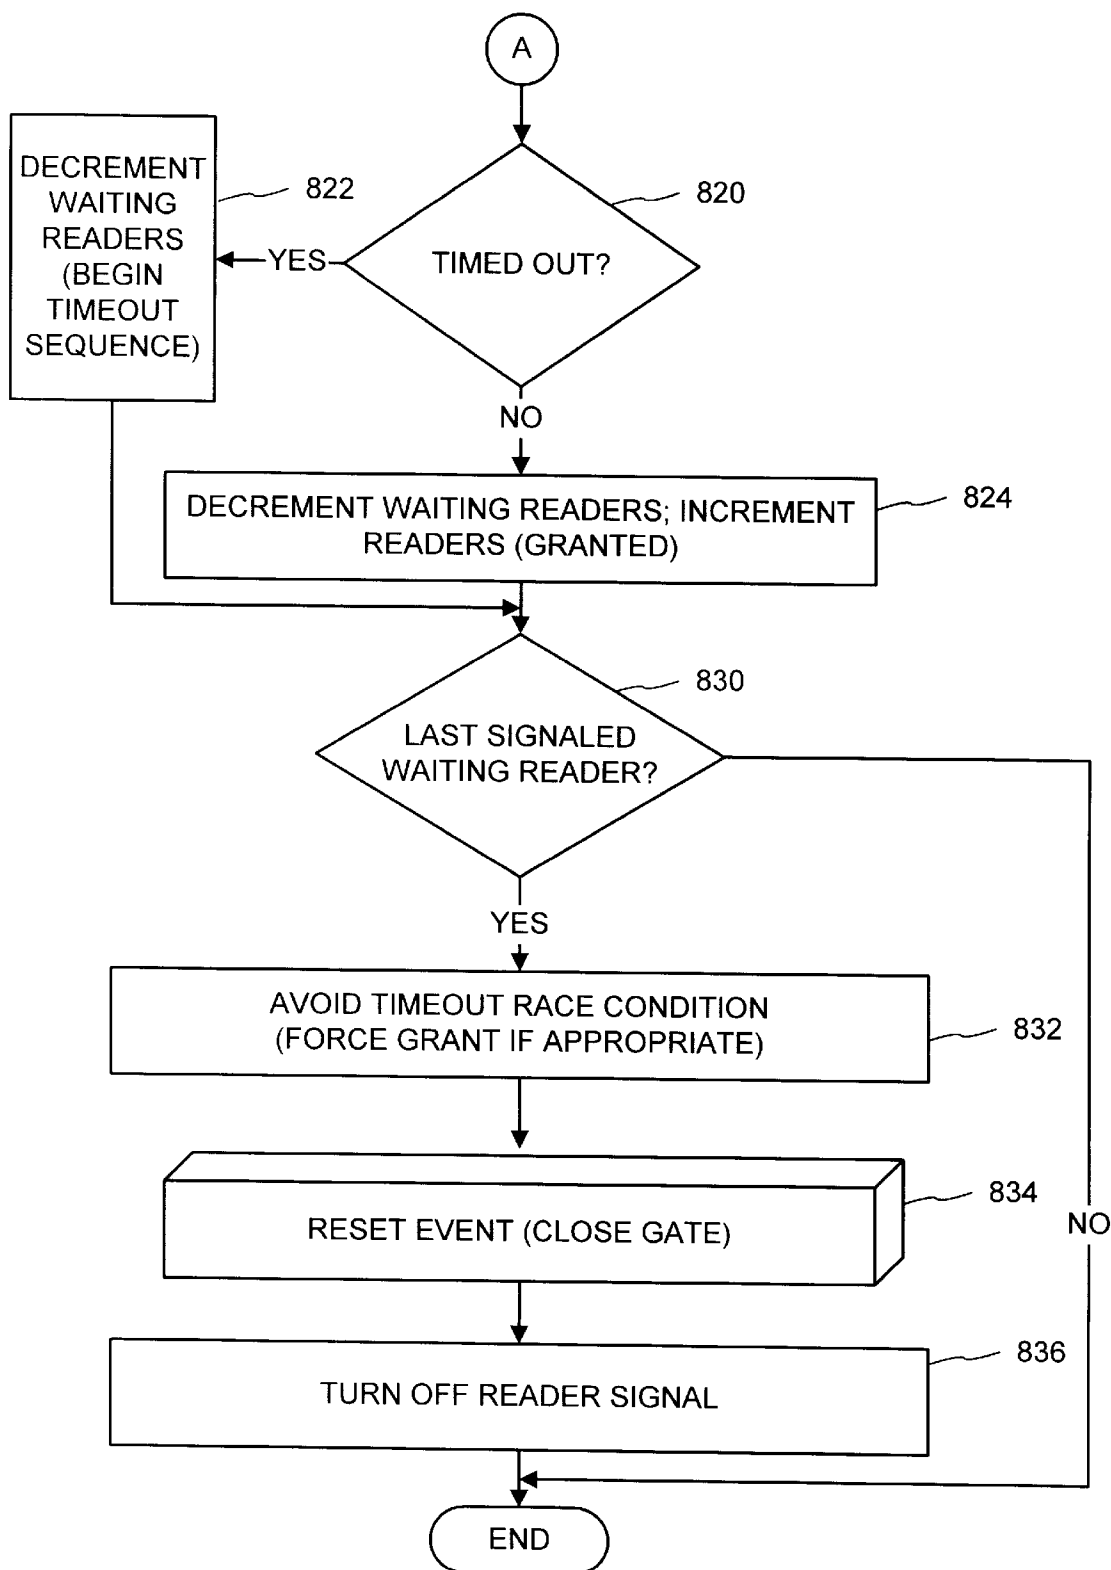 A
DECREMENT
WAITING
READERS
(BEGIN
TIMEOUT
SEQUENCE)
822
820
YES
TIMED OUT?
NO
DECREMENT WAITING READERS; INCREMENT
READERS (GRANTED)
824
830
LAST SIGNALED
WAITING READER?
YES
AVOID TIMEOUT RACE CONDITION
(FORCE GRANT IF APPROPRIATE)
832
834
RESET EVENT (CLOSE GATE)
NO
836
TURN OFF READER SIGNAL
END